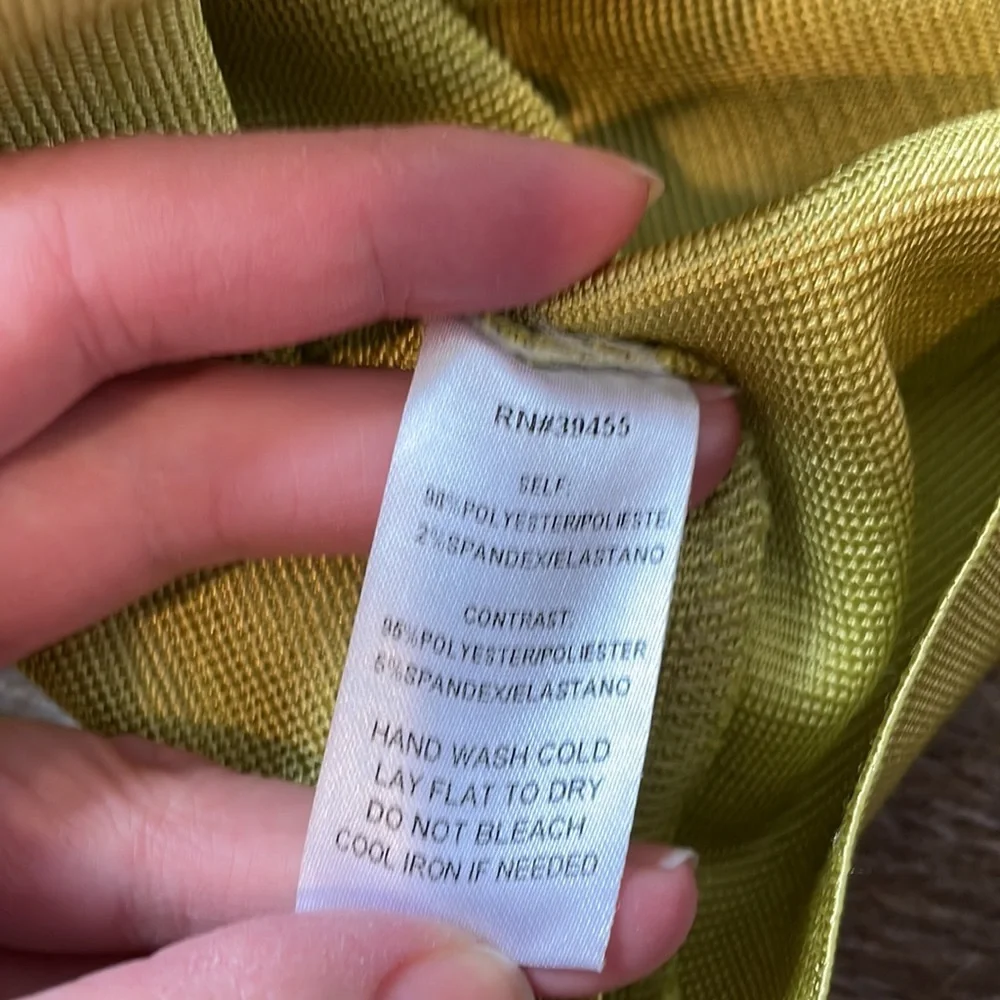 RN#39455
SELF:
98%POLYESTER/POLIESTE
2%SPANDEX/ELASTANO
CONTRAST:
95%POLYESTER/POLIESTER
5%SPANDEX/ELASTANO
HAND WASH COLD
LAY FLAT TO DRY
DO NOT BLEACH
COOL IRON IF NEEDED